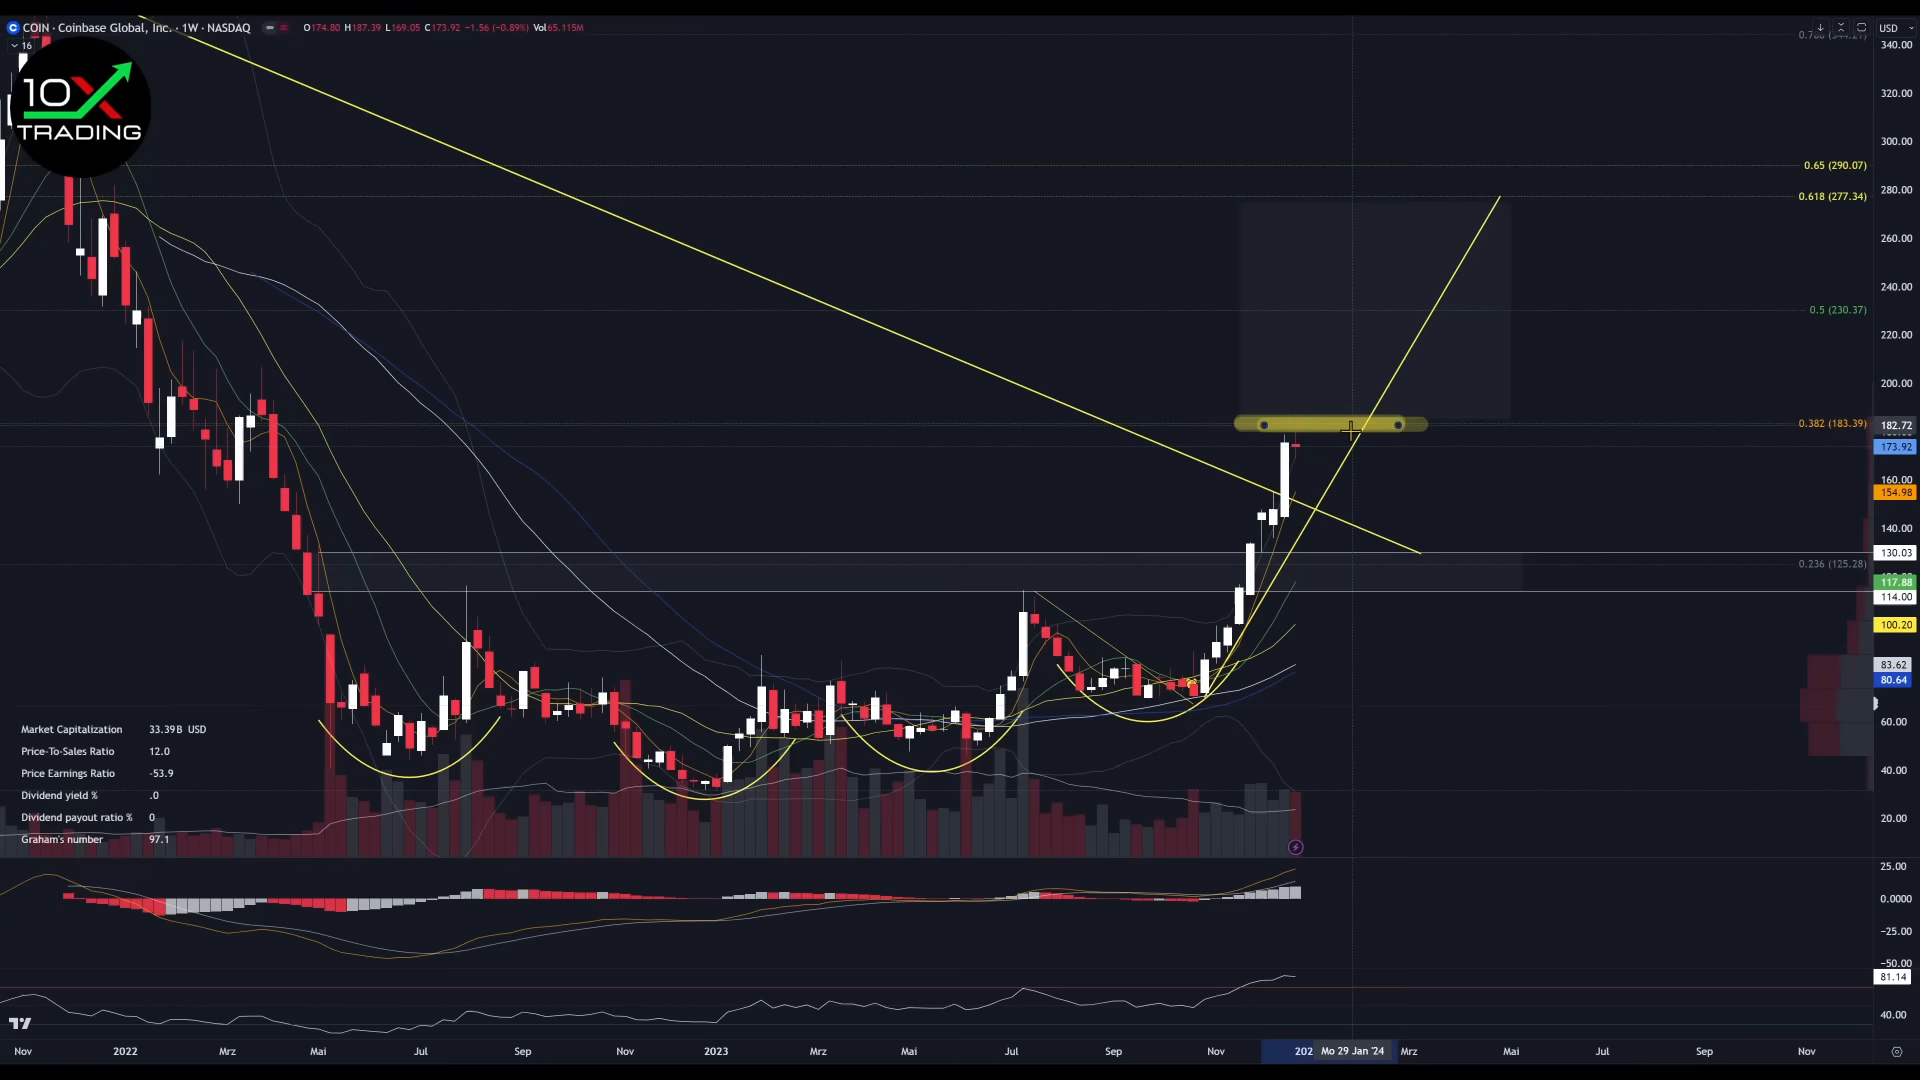 COIN · Coinbase Global, Inc. · 1W · NASDAQ O174.80 H187.39 L169.05 C173.92 −1.56 (−0.89%) Vol65.115M
USD
16
10X
TRADING
340.00
320.00
300.00
0.65 (290.07)
280.00
0.618 (277.34)
260.00
240.00
0.5 (230.37)
220.00
200.00
0.382 (183.39) 182.72
173.92
160.00
154.98
140.00
130.03
0.236 (125.28)
117.88
114.00
100.20
83.62
80.64
60.00
40.00
20.00
Market Capitalization 33.39B USD
Price-To-Sales Ratio 12.0
Price Earnings Ratio -53.9
Dividend yield % .0
Dividend payout ratio % 0
Graham's number 97.1
25.00
0.0000
−25.00
−50.00
81.14
40.00
Nov 2022 Mrz Mai Jul Sep Nov 2023 Mrz Mai Jul Sep Nov 202 Mo 29 Jan '24 Mrz Mai Jul Sep Nov